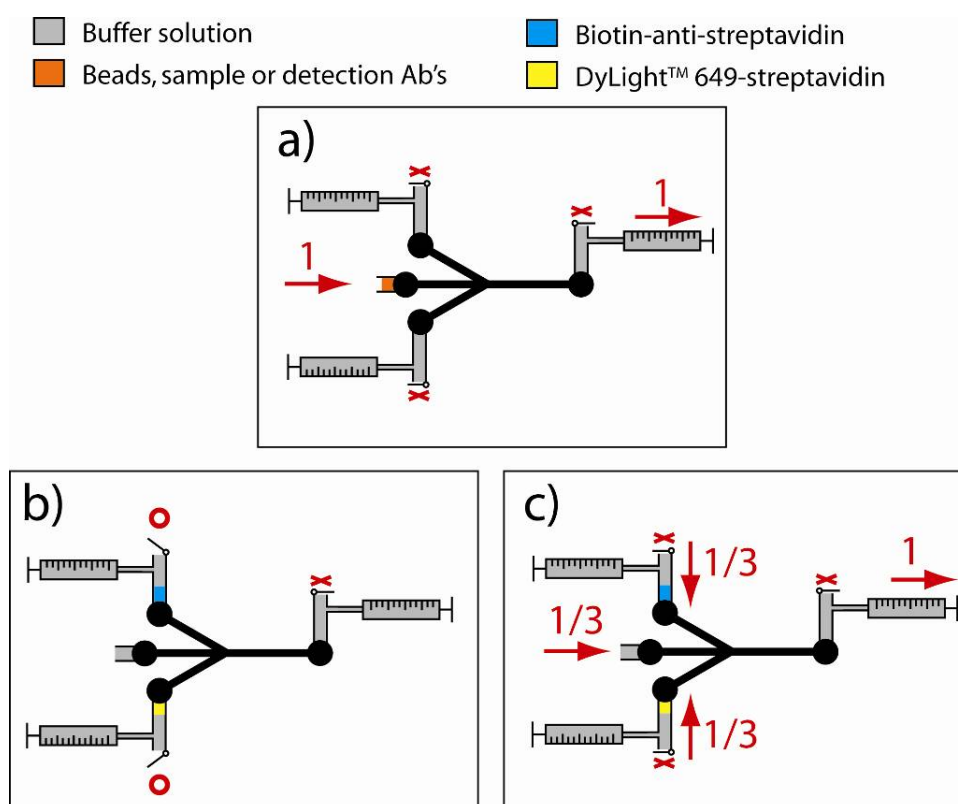 Buffer solution
Biotin-anti-streptavidin
Beads, sample or detection Ab's
DyLight™ 649-streptavidin
a)
1
1
b)
c)
1/3
1
1/3
1/3